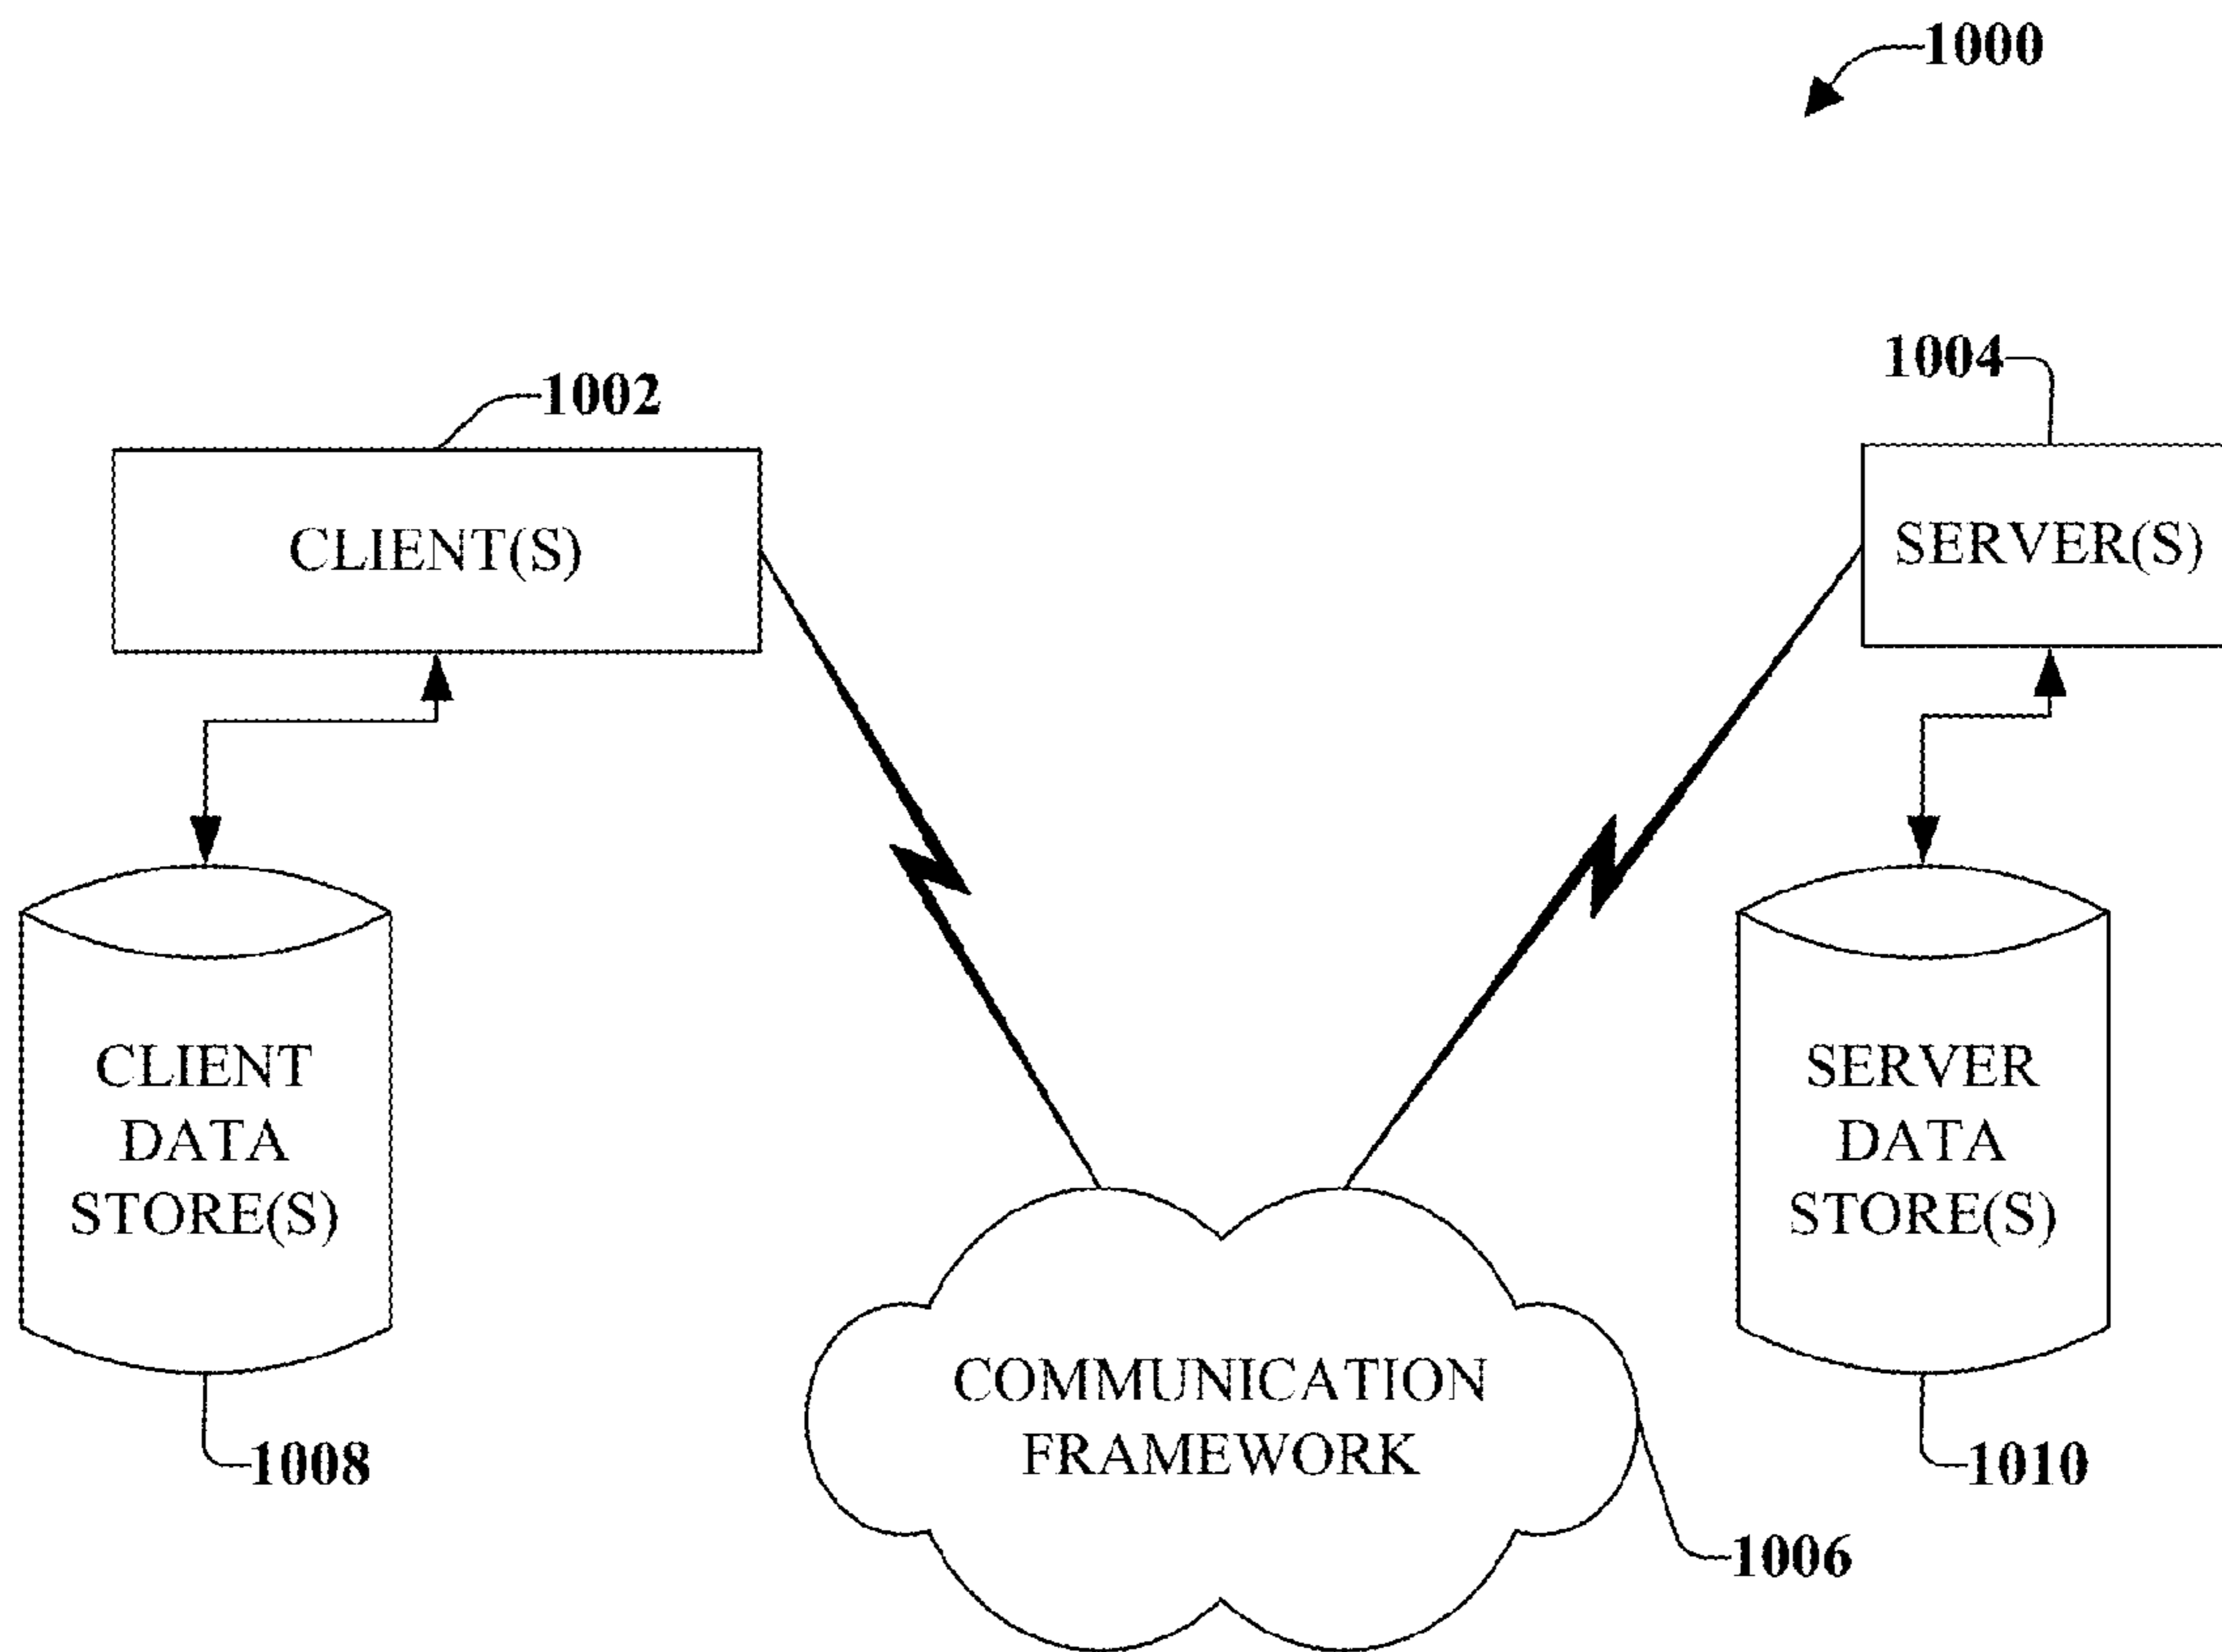 1000
1004
1002
CLIENT(S)
SERVER(S)
CLIENT
DATA
STORE(S)
SERVER
DATA
STORE(S)
COMMUNICATION
FRAMEWORK
1008
1010
1006